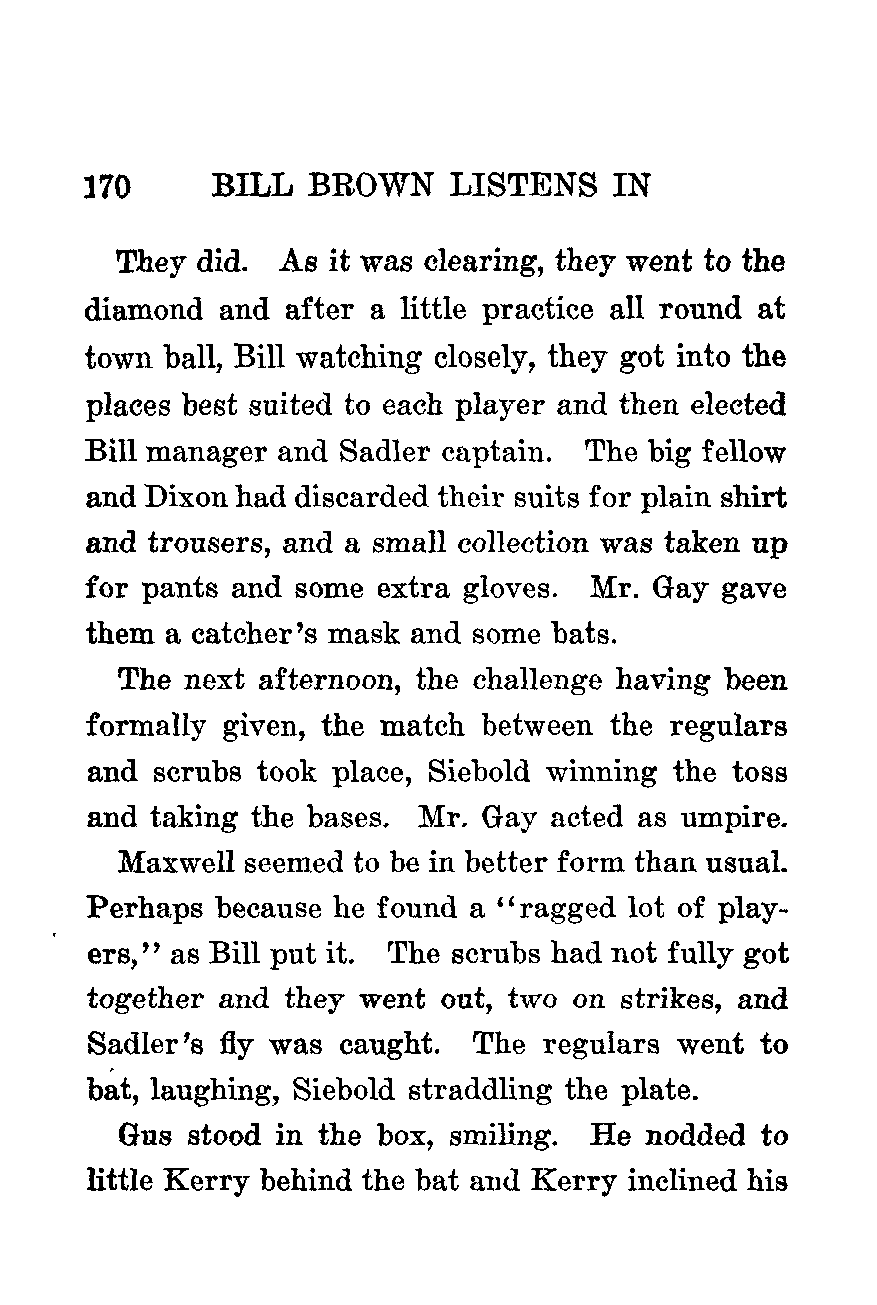 170 BILL BROWN LISTENS IN
They did. As it was clearing, they went to the
diamond and after a little practice all round at
town ball, Bill watching closely, they got into the
places best suited to each player and then elected
Bill manager and Sadler captain. The big fellow
and Dixon had discarded their suits for plain shirt
and trousers, and a small collection was taken up
for pants and some extra gloves. Mr. Gay gave
them a catcher's mask and some bats.
The next afternoon, the challenge having been
formally given, the match between the regulars
and scrubs took place, Siebold winning the toss
and taking the bases. Mr. Gay acted as umpire.
Maxwell seemed to be in better form than usual.
Perhaps because he found a "ragged lot of play-
ers," as Bill put it. The scrubs had not fully got
together and they went out, two on strikes, and
Sadler's fly was caught. The regulars went to
bat, laughing, Siebold straddling the plate.
Gus stood in the box, smiling. He nodded to
little Kerry behind the bat and Kerry inclined his